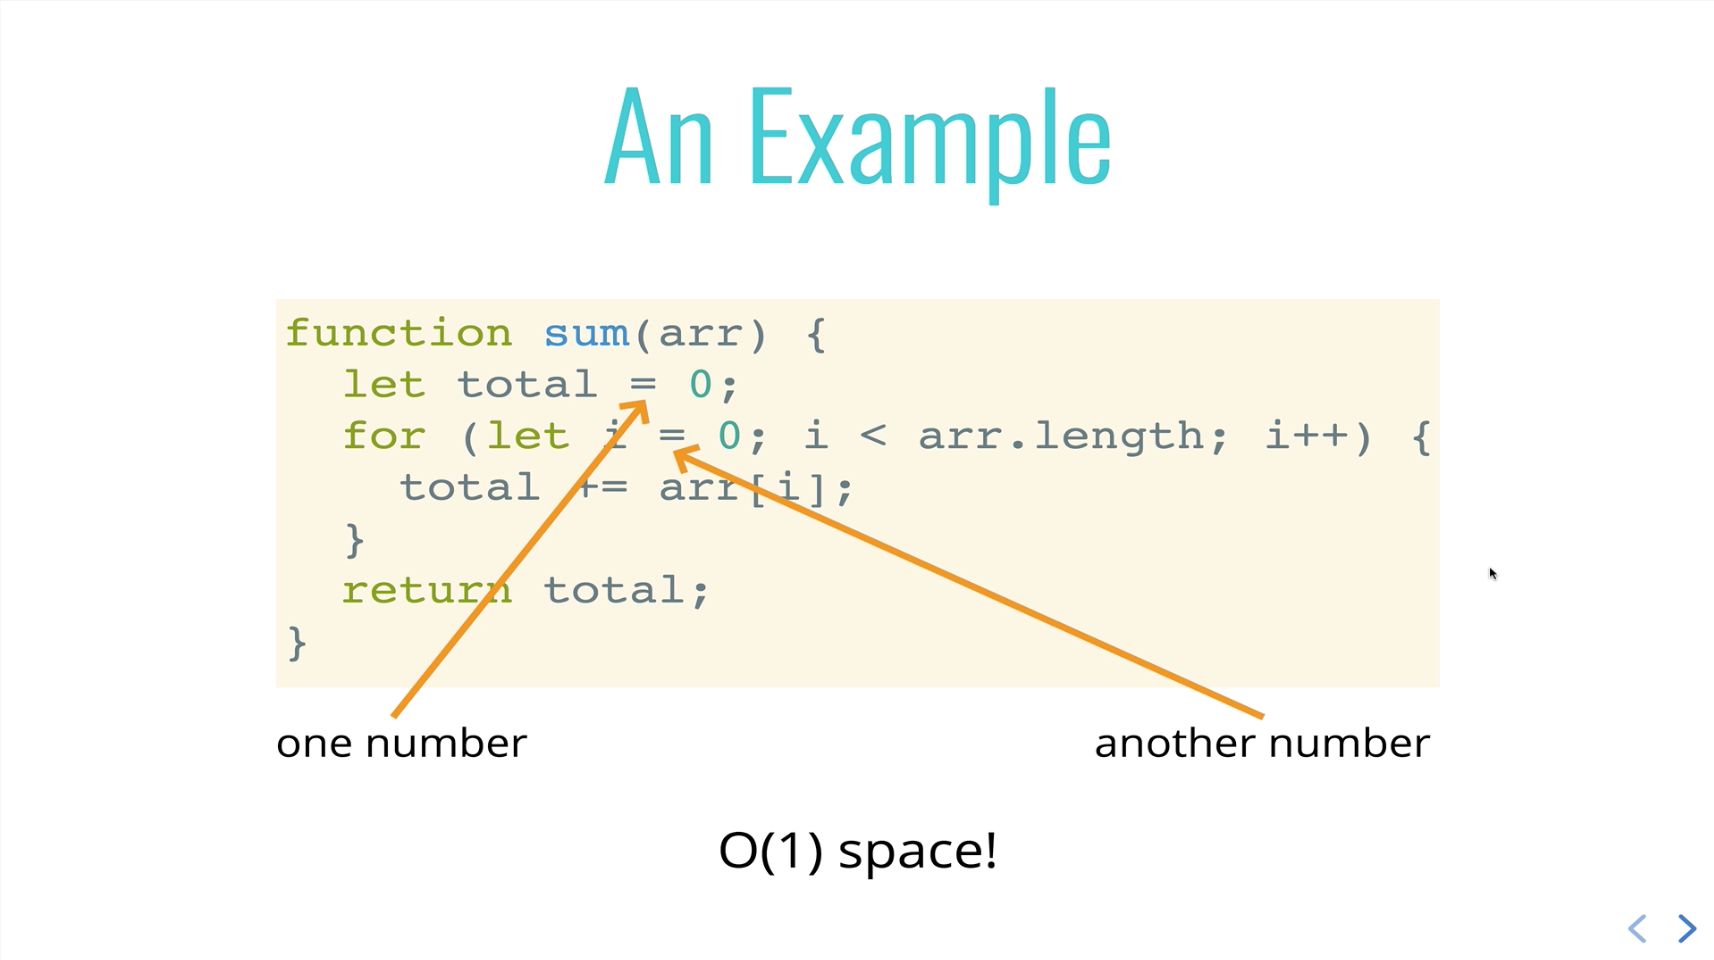 An Example
function sum(arr) {
  let total = 0;
  for (let i = 0; i < arr.length; i++) {
    total += arr[i];
  }
  return total;
}
one number
another number
O(1) space!